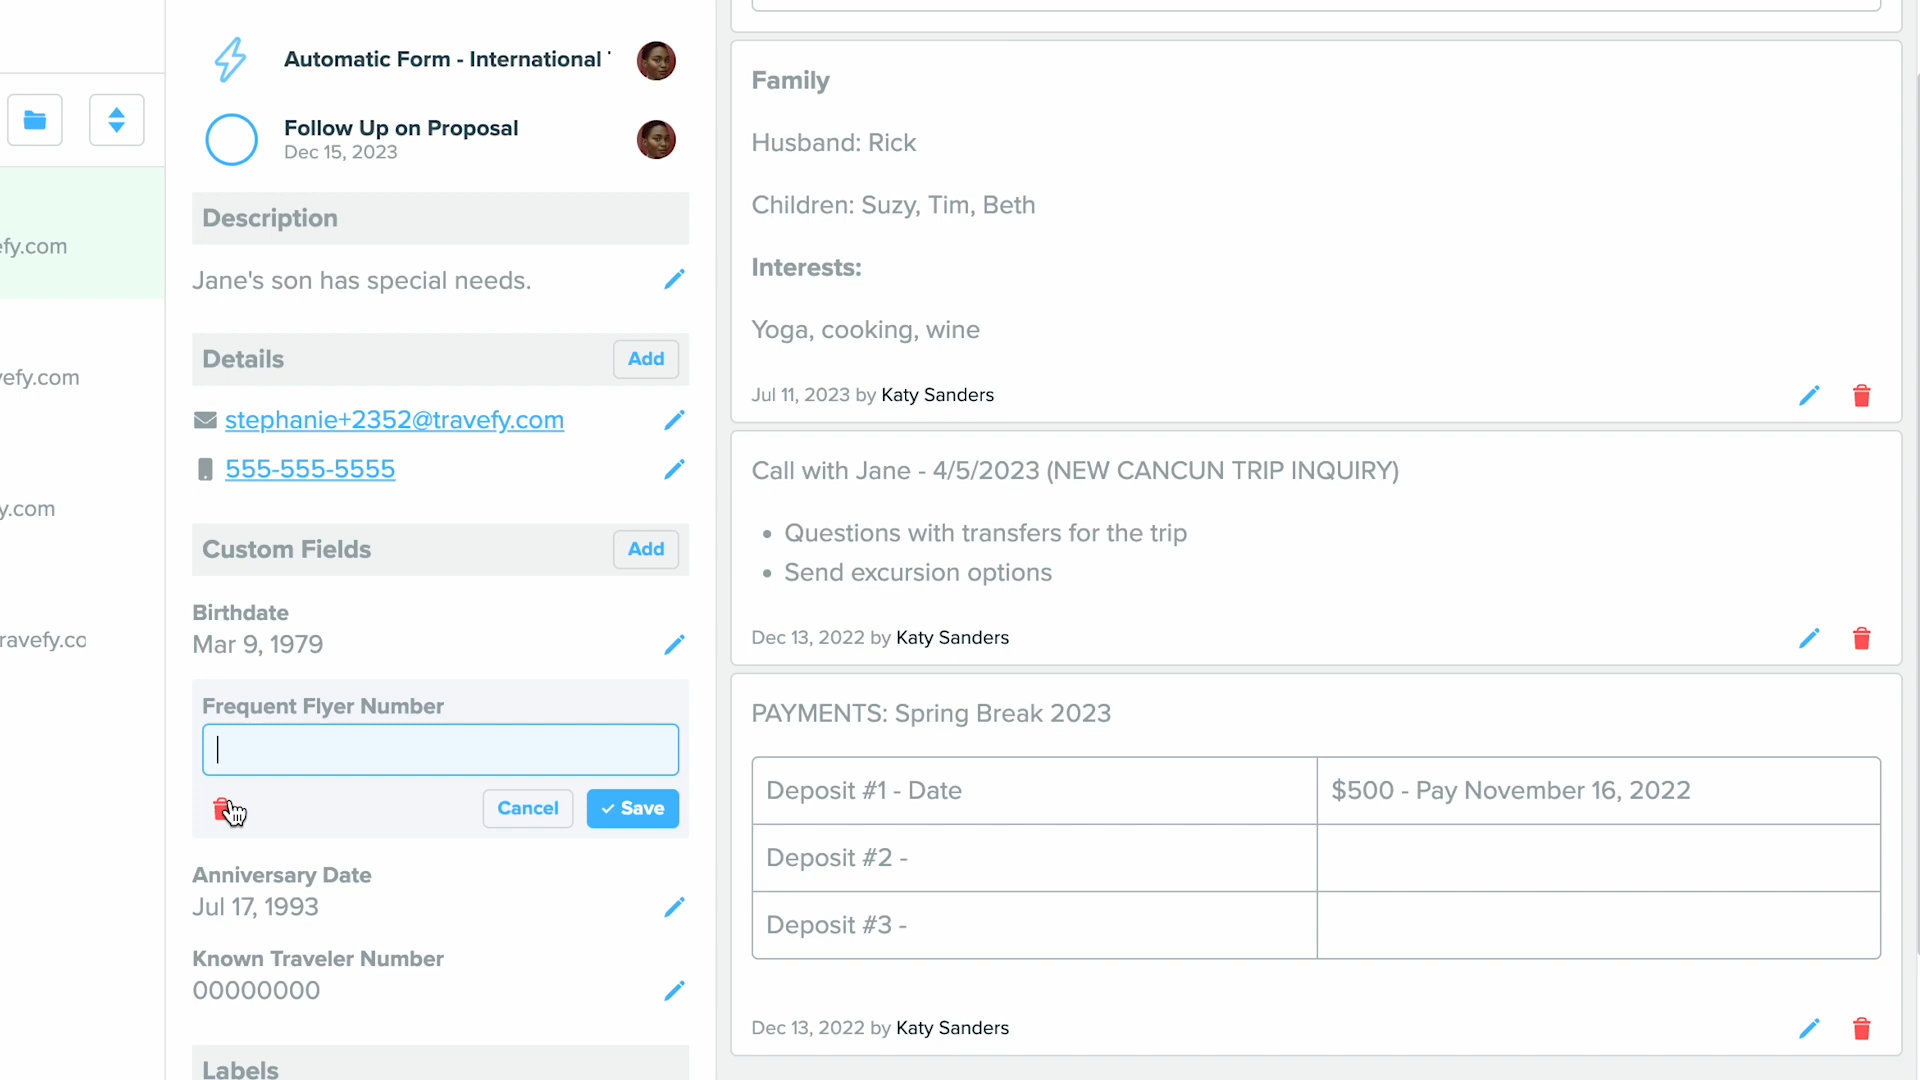 Automatic Form - International
Follow Up on Proposal
Dec 15, 2023
efy.com
vefy.com
y.com
ravefy.co
Description
Jane's son has special needs.
Details
Add
stephanie+2352@travefy.com
555-555-5555
Custom Fields
Add
Birthdate
Mar 9, 1979
Frequent Flyer Number
Cancel
Save
Anniversary Date
Jul 17, 1993
Known Traveler Number
00000000
Labels
Family
Husband: Rick
Children: Suzy, Tim, Beth
Interests:
Yoga, cooking, wine
Jul 11, 2023 by Katy Sanders
Call with Jane - 4/5/2023 (NEW CANCUN TRIP INQUIRY)
• Questions with transfers for the trip
• Send excursion options
Dec 13, 2022 by Katy Sanders
PAYMENTS: Spring Break 2023
Deposit #1 - Date
$500 - Pay November 16, 2022
Deposit #2 -
Deposit #3 -
Dec 13, 2022 by Katy Sanders